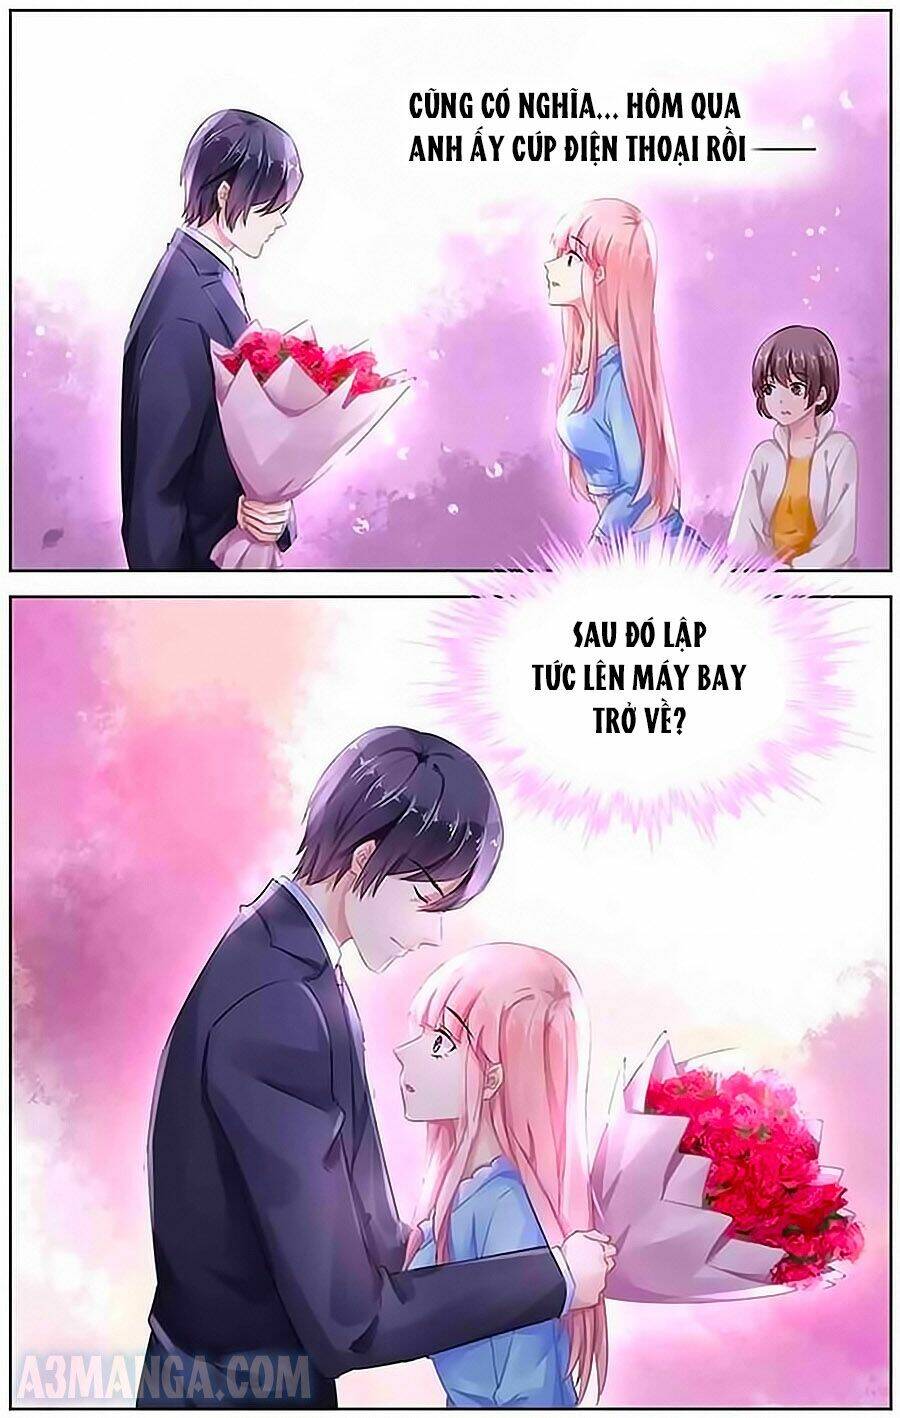 CŨNG CÓ NGHĨA... HÔM QUA
ANH ẤY CÚP ĐIỆN THOẠI RỒI ——
SAU ĐÓ LẬP
TỨC LÊN MÁY BAY
TRỞ VỀ?
A3MANGA.COM